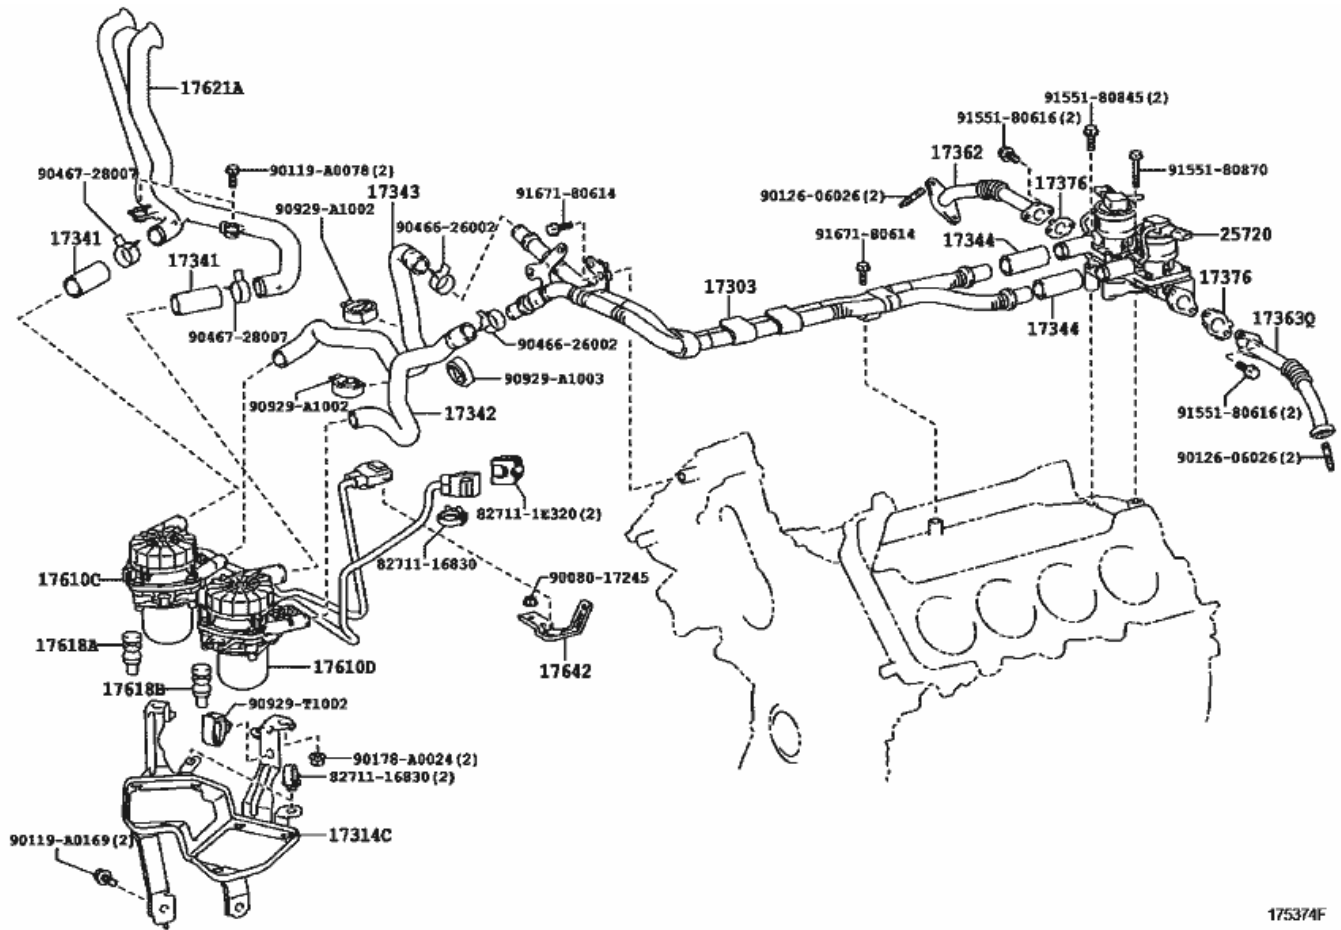 17621A
91551-80845(2)
91551-80616(2)
90119-A0078(2)
17362
91551-80870
90467-28007
17343
91671-80614
17376
90126-06026(2)
90929-A1002
90466-26002
91671-80614
17344
25720
17341
17341
17376
17303
17344
17363Q
90467-28007
90466-26002
90929-A1003
90929-A1002
17342
91551-80616(2)
90126-06026(2)
82711-1E320(2)
82711-16830
17610C
90080-17245
17618A
17610D
17642
17618B
90929-T1002
90178-A0024(2)
82711-16830(2)
90119-A0169(2)
17314C
175374F